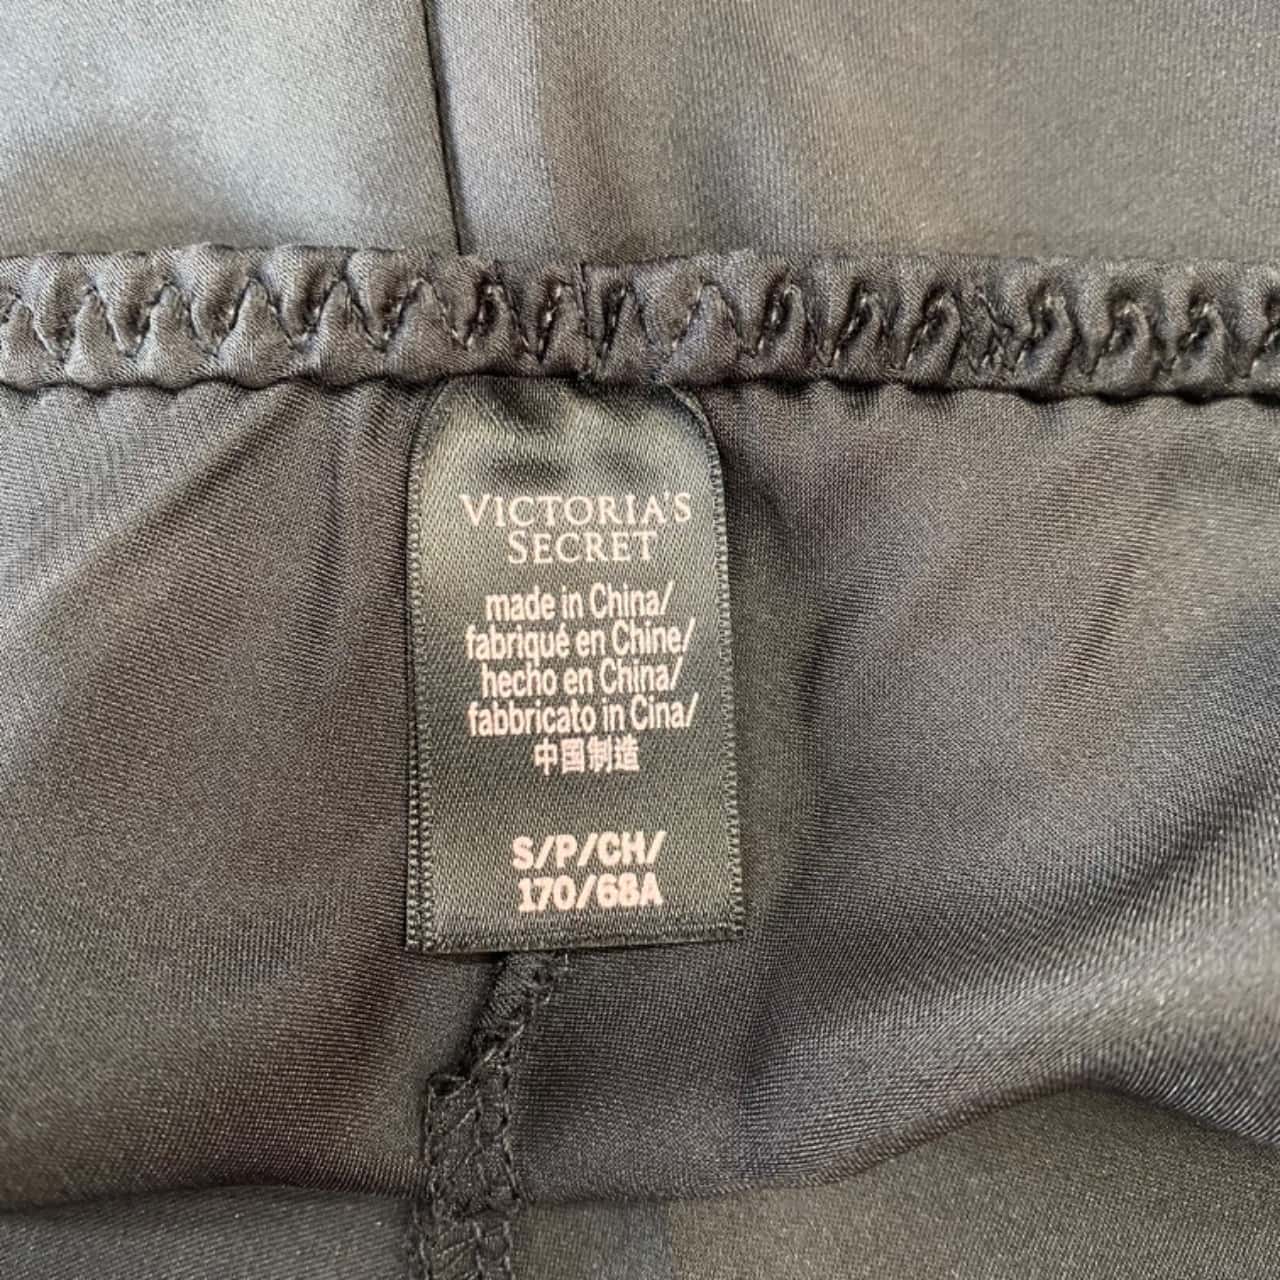 VICTORIA'S
SECRET
made in China/
fabriqué en Chine/
hecho en China/
fabbricato in Cina/
中国制造
S/P/CH/
170/68A